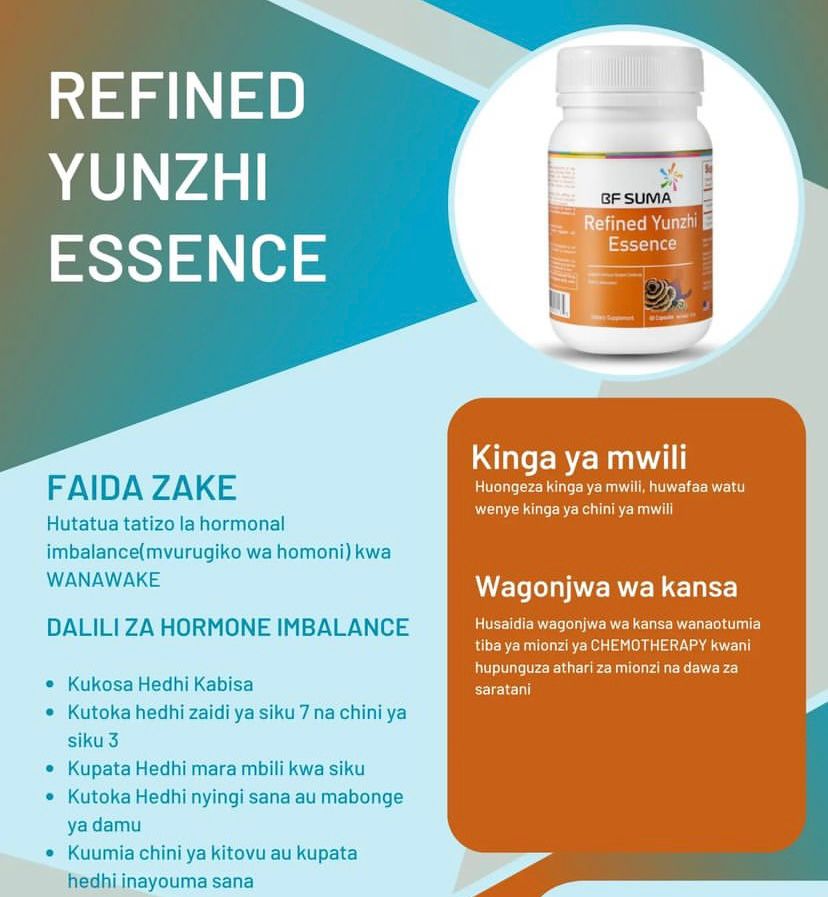 REFINED
YUNZHI
ESSENCE
BF SUMA
Refined Yunzhi
Essence
Dietary Supplement
60 Capsules
FAIDA ZAKE
Hutatua tatizo la hormonal
imbalance(mvurugiko wa homoni) kwa
WANAWAKE
DALILI ZA HORMONE IMBALANCE
• Kukosa Hedhi Kabisa
• Kutoka hedhi zaidi ya siku 7 na chini ya
siku 3
• Kupata Hedhi mara mbili kwa siku
• Kutoka Hedhi nyingi sana au mabonge
ya damu
• Kuumia chini ya kitovu au kupata
hedhi inayouma sana
Kinga ya mwili
Huongeza kinga ya mwili, huwafaa watu
wenye kinga ya chini ya mwili
Wagonjwa wa kansa
Husaidia wagonjwa wa kansa wanaotumia
tiba ya mionzi ya CHEMOTHERAPY kwani
hupunguza athari za mionzi na dawa za
saratani